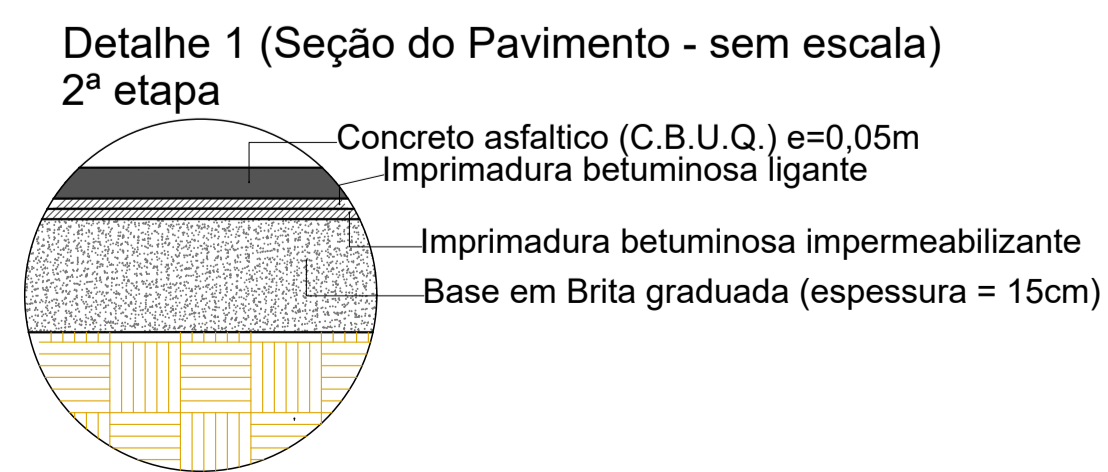 Detalhe 1 (Seção do Pavimento - sem escala)
2ª etapa
Concreto asfaltico (C.B.U.Q.) e=0,05m
Imprimadura betuminosa ligante
Imprimadura betuminosa impermeabilizante
Base em Brita graduada (espessura = 15cm)